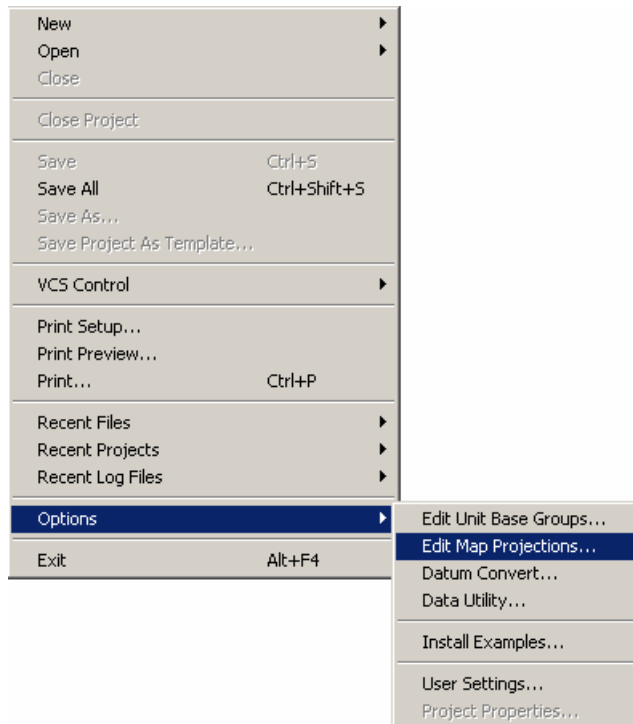 New
Open
Close
Close Project
Save Ctrl+S
Save All Ctrl+Shift+S
Save As...
Save Project As Template...
VCS Control
Print Setup...
Print Preview...
Print... Ctrl+P
Recent Files
Recent Projects
Recent Log Files
Options
Exit Alt+F4
Edit Unit Base Groups...
Edit Map Projections...
Datum Convert...
Data Utility...
Install Examples...
User Settings...
Project Properties...